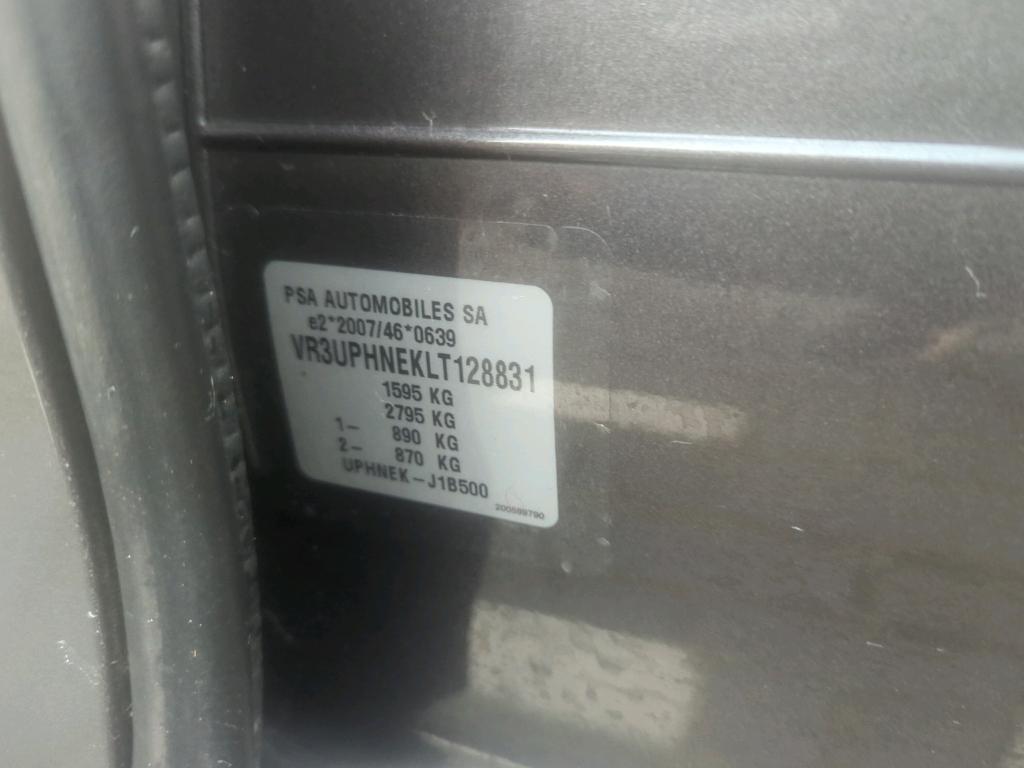 PSA AUTOMOBILES SA
e2*2007/46*0639
VR3UPHNEKLT128831
1595 KG
2795 KG
1- 890 KG
2- 870 KG
UPHNEK-J1B500
200589790